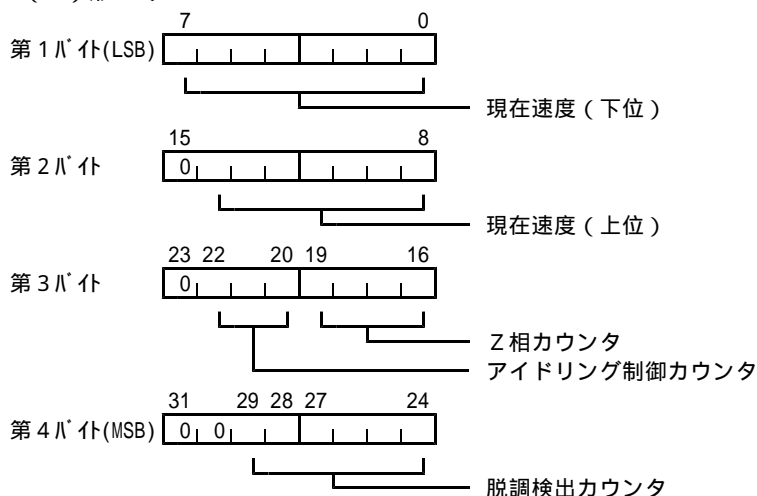 7 0
第1バイト(LSB)
現在速度(下位)
15 8
第2バイト 0
現在速度(上位)
23 22 20 19 16
第3バイト 0
Z相カウンタ
アイドリング制御カウンタ
31 29 28 27 24
第4バイト(MSB) 0 0
脱調検出カウンタ